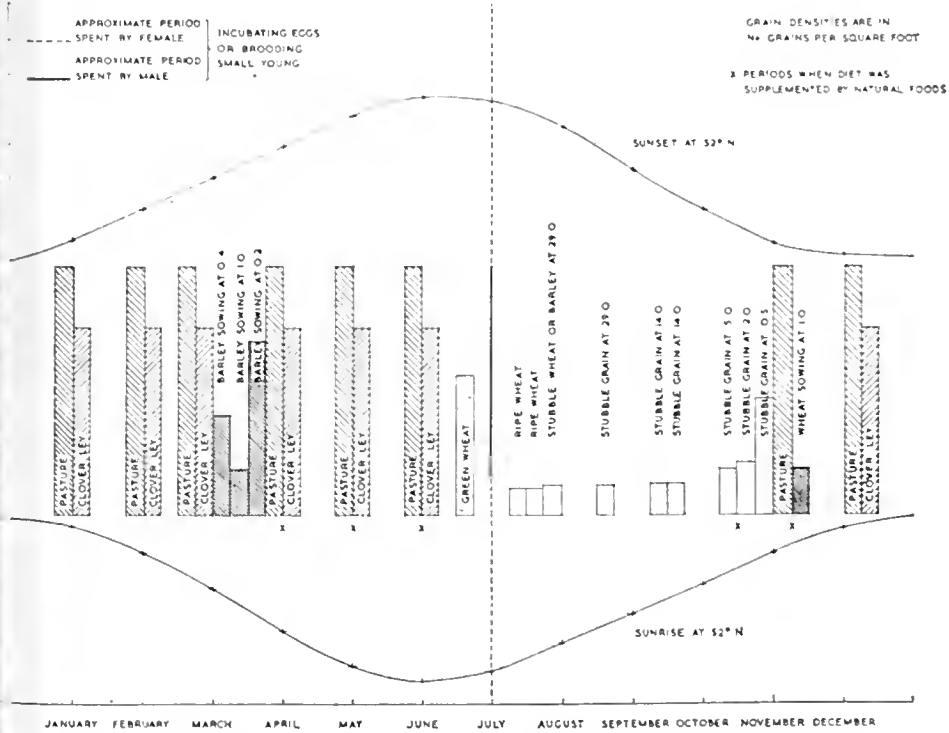 APPROXIMATE PERIOD
SPENT BY FEMALE
APPROXIMATE PERIOD
SPENT BY MALE
INCUBATING EGGS
OR BROODING
SMALL YOUNG
GRAIN DENSITIES ARE IN
No GRAINS PER SQUARE FOOT
x PERIODS WHEN DIET WAS
SUPPLEMENTED BY NATURAL FOODS
SUNSET AT 52° N
PASTURE
CLOVER LEY
PASTURE
CLOVER LEY
PASTURE
CLOVER LEY
BARLEY SOWING AT 0.4
BARLEY SOWING AT 1.0
BARLEY SOWING AT 0.2
PASTURE
CLOVER LEY
PASTURE
CLOVER LEY
PASTURE
CLOVER LEY
GREEN WHEAT
RIPE WHEAT
RIPE WHEAT
STUBBLE WHEAT OR BARLEY AT 29.0
STUBBLE GRAIN AT 29.0
STUBBLE GRAIN AT 14.0
STUBBLE GRAIN AT 14.0
STUBBLE GRAIN AT 5.0
STUBBLE GRAIN AT 2.0
STUBBLE GRAIN AT 0.5
PASTURE
WHEAT SOWING AT 1.0
PASTURE
CLOVER LEY
x x x x x
SUNRISE AT 52° N
JANUARY FEBRUARY MARCH APRIL MAY JUNE JULY AUGUST SEPTEMBER OCTOBER NOVEMBER DECEMBER